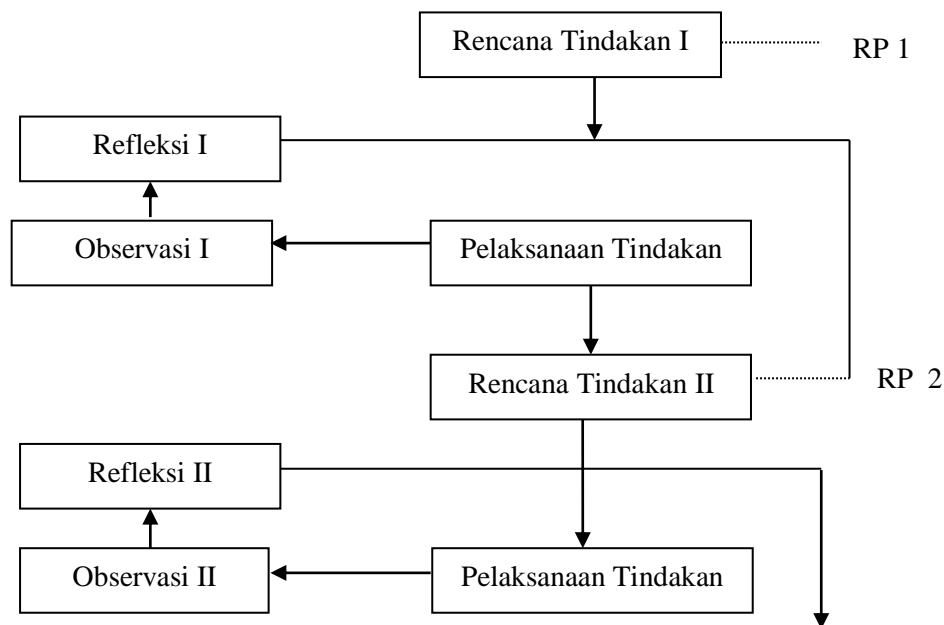 Rencana Tindakan I
RP 1
Refleksi I
Observasi I
Pelaksanaan Tindakan
Rencana Tindakan II
RP 2
Refleksi II
Observasi II
Pelaksanaan Tindakan